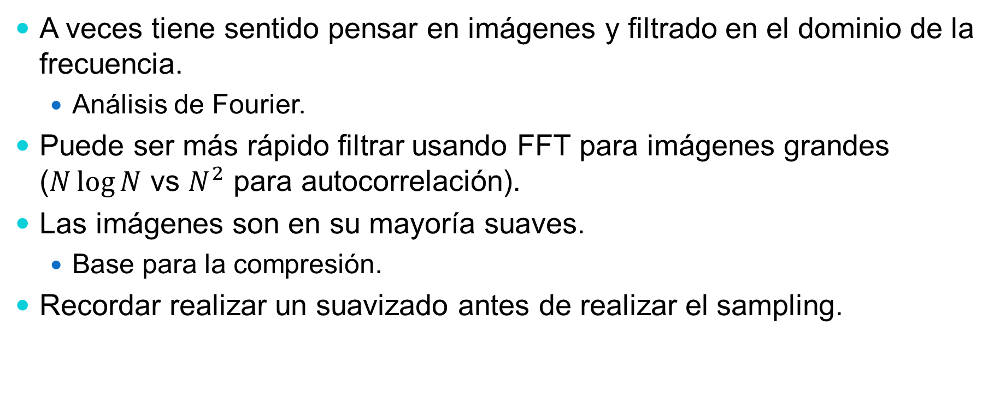 • A veces tiene sentido pensar en imágenes y filtrado en el dominio de la
frecuencia.
• Análisis de Fourier.
• Puede ser más rápido filtrar usando FFT para imágenes grandes
(N log N vs N² para autocorrelación).
• Las imágenes son en su mayoría suaves.
• Base para la compresión.
• Recordar realizar un suavizado antes de realizar el sampling.